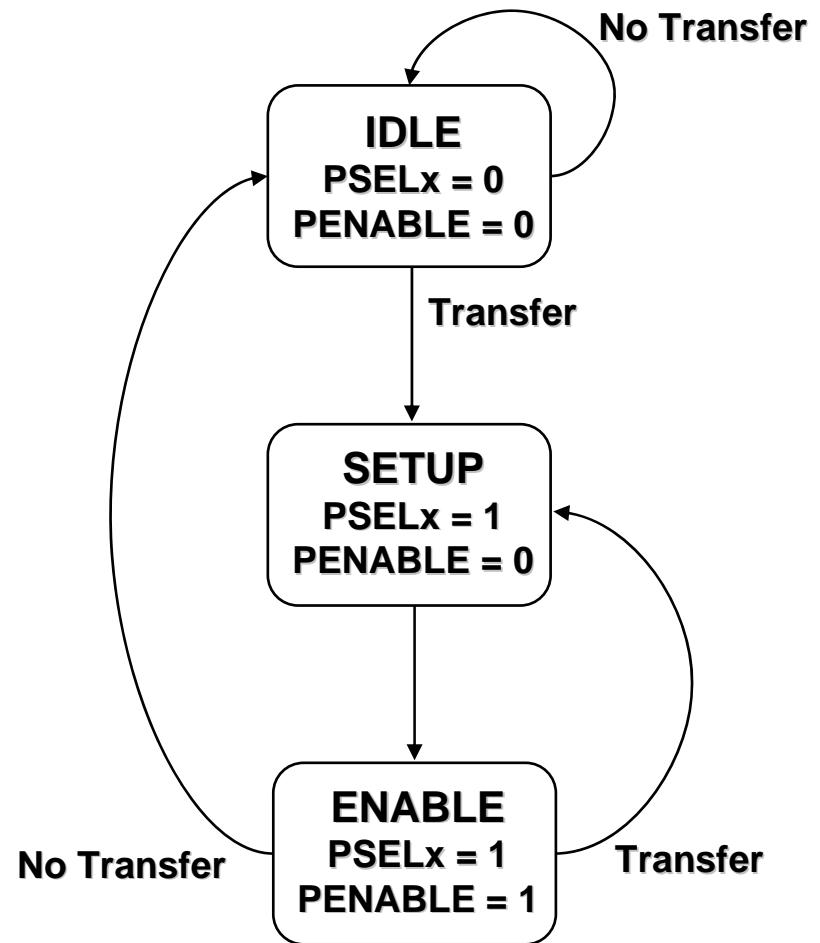 No Transfer
IDLE
PSELx = 0
PENABLE = 0
Transfer
SETUP
PSELx = 1
PENABLE = 0
ENABLE
PSELx = 1
PENABLE = 1
No Transfer
Transfer